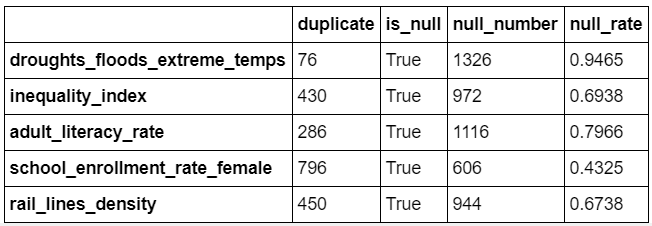 duplicate is_null null_number null_rate
droughts_floods_extreme_temps 76 True 1326 0.9465
inequality_index 430 True 972 0.6938
adult_literacy_rate 286 True 1116 0.7966
school_enrollment_rate_female 796 True 606 0.4325
rail_lines_density 450 True 944 0.6738